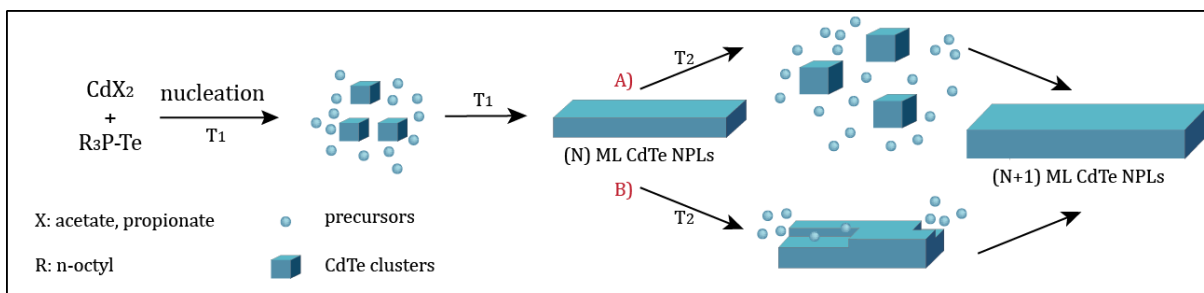 CdX2
+
R3P-Te
nucleation
T1
T1
A)
T2
(N) ML CdTe NPLs
B)
T2
(N+1) ML CdTe NPLs
X: acetate, propionate
precursors
R: n-octyl
CdTe clusters